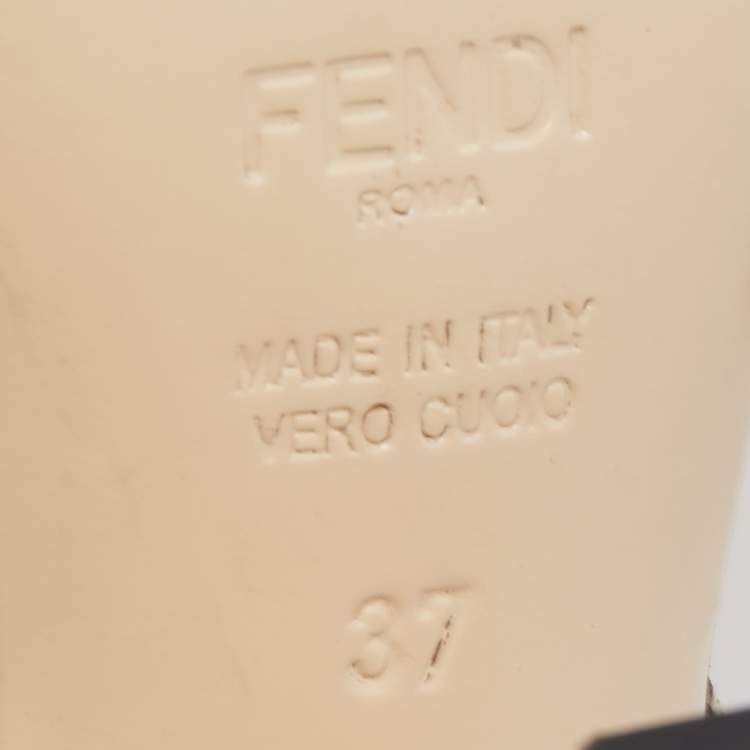 FENDI
ROMA
MADE IN ITALY
VERO CUOIO
37